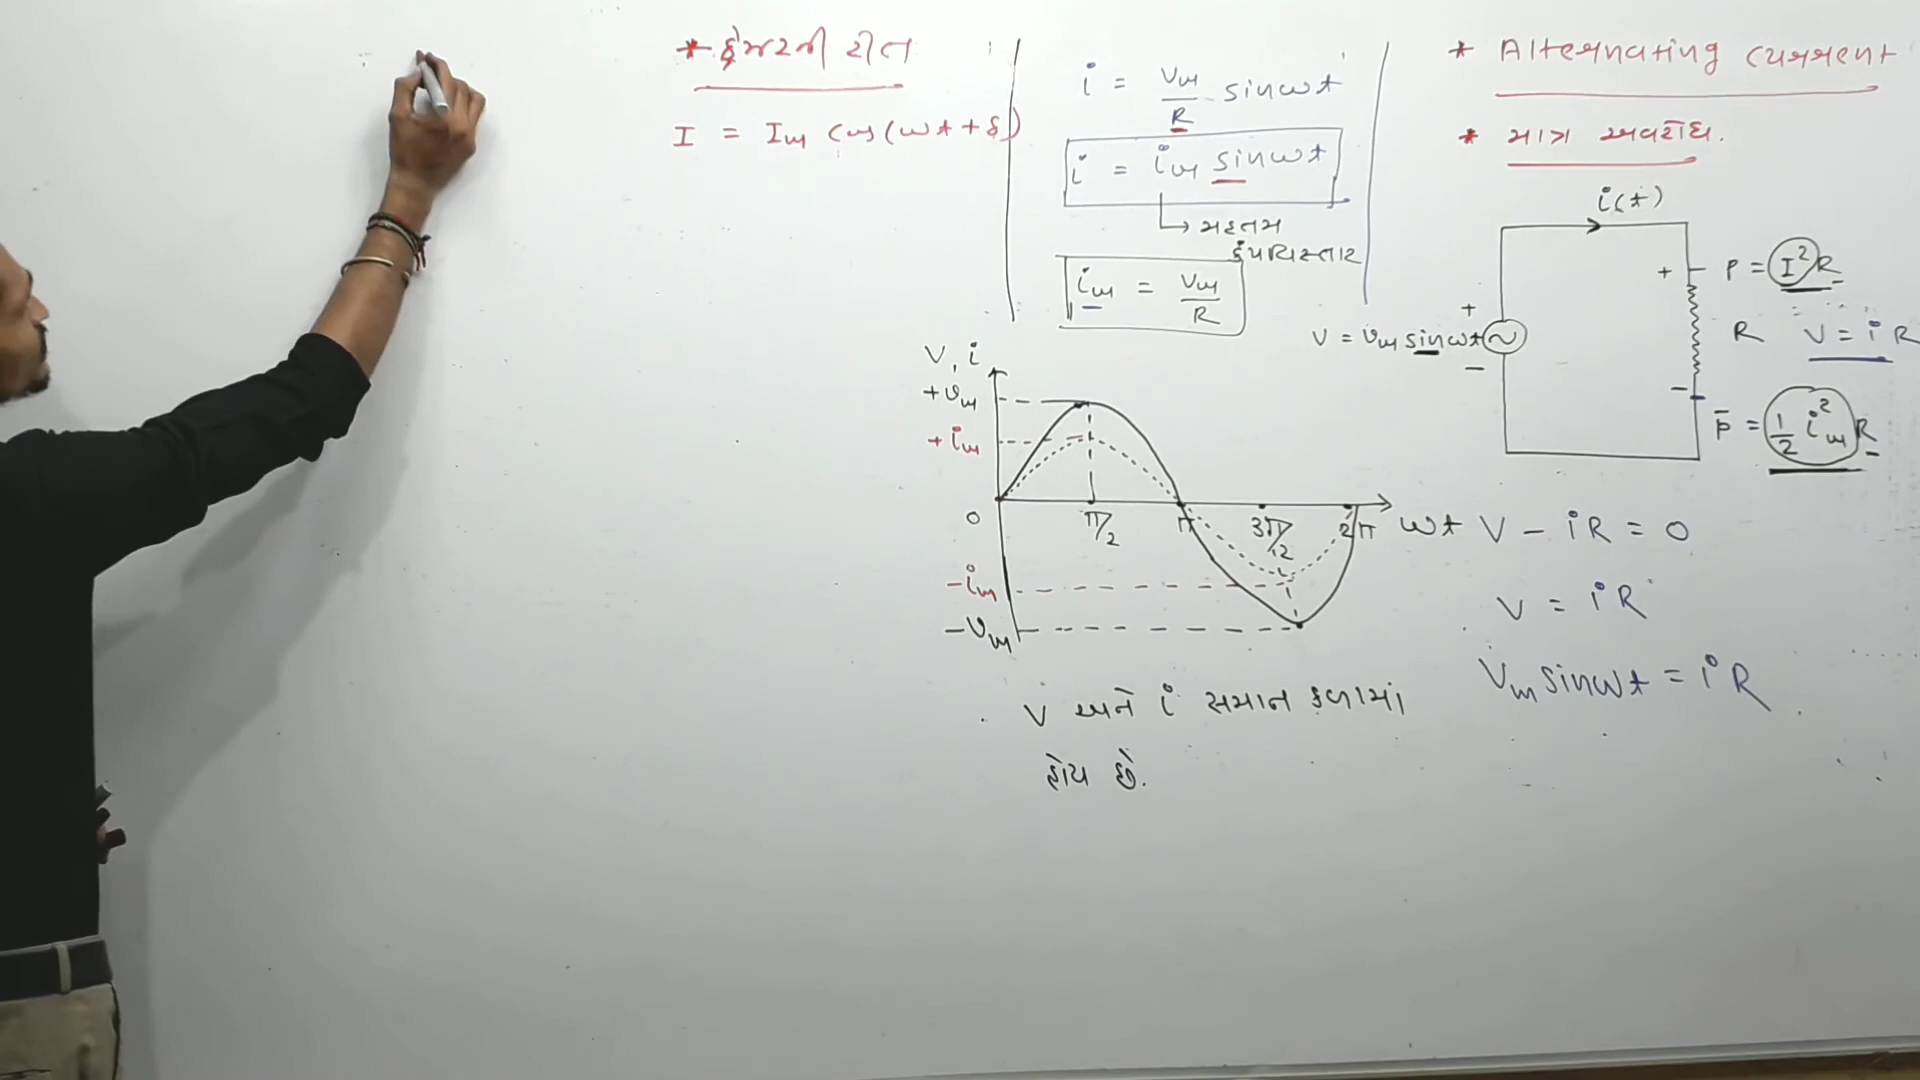 * Alternating current
* માત્ર અવરોધ.
i(t)
+
P = I²R
+
R
V = iR
V = Vm sinωt
−
−
p̄ = 1/2 i²m R
V − iR = 0
V = iR
Vm sinωt = iR
i = Vm/R sinωt
i = im sinωt
→ મહત્તમ
કંપવિસ્તાર
im = Vm/R
V, i
+Vm
+im
0
π/2
π
3π/2
2π
ωt
−im
−Vm
V અને i સમાન કળામાં
હોય છે.
* ફેઝરની રીત
I = Im Cos(ωt+δ)